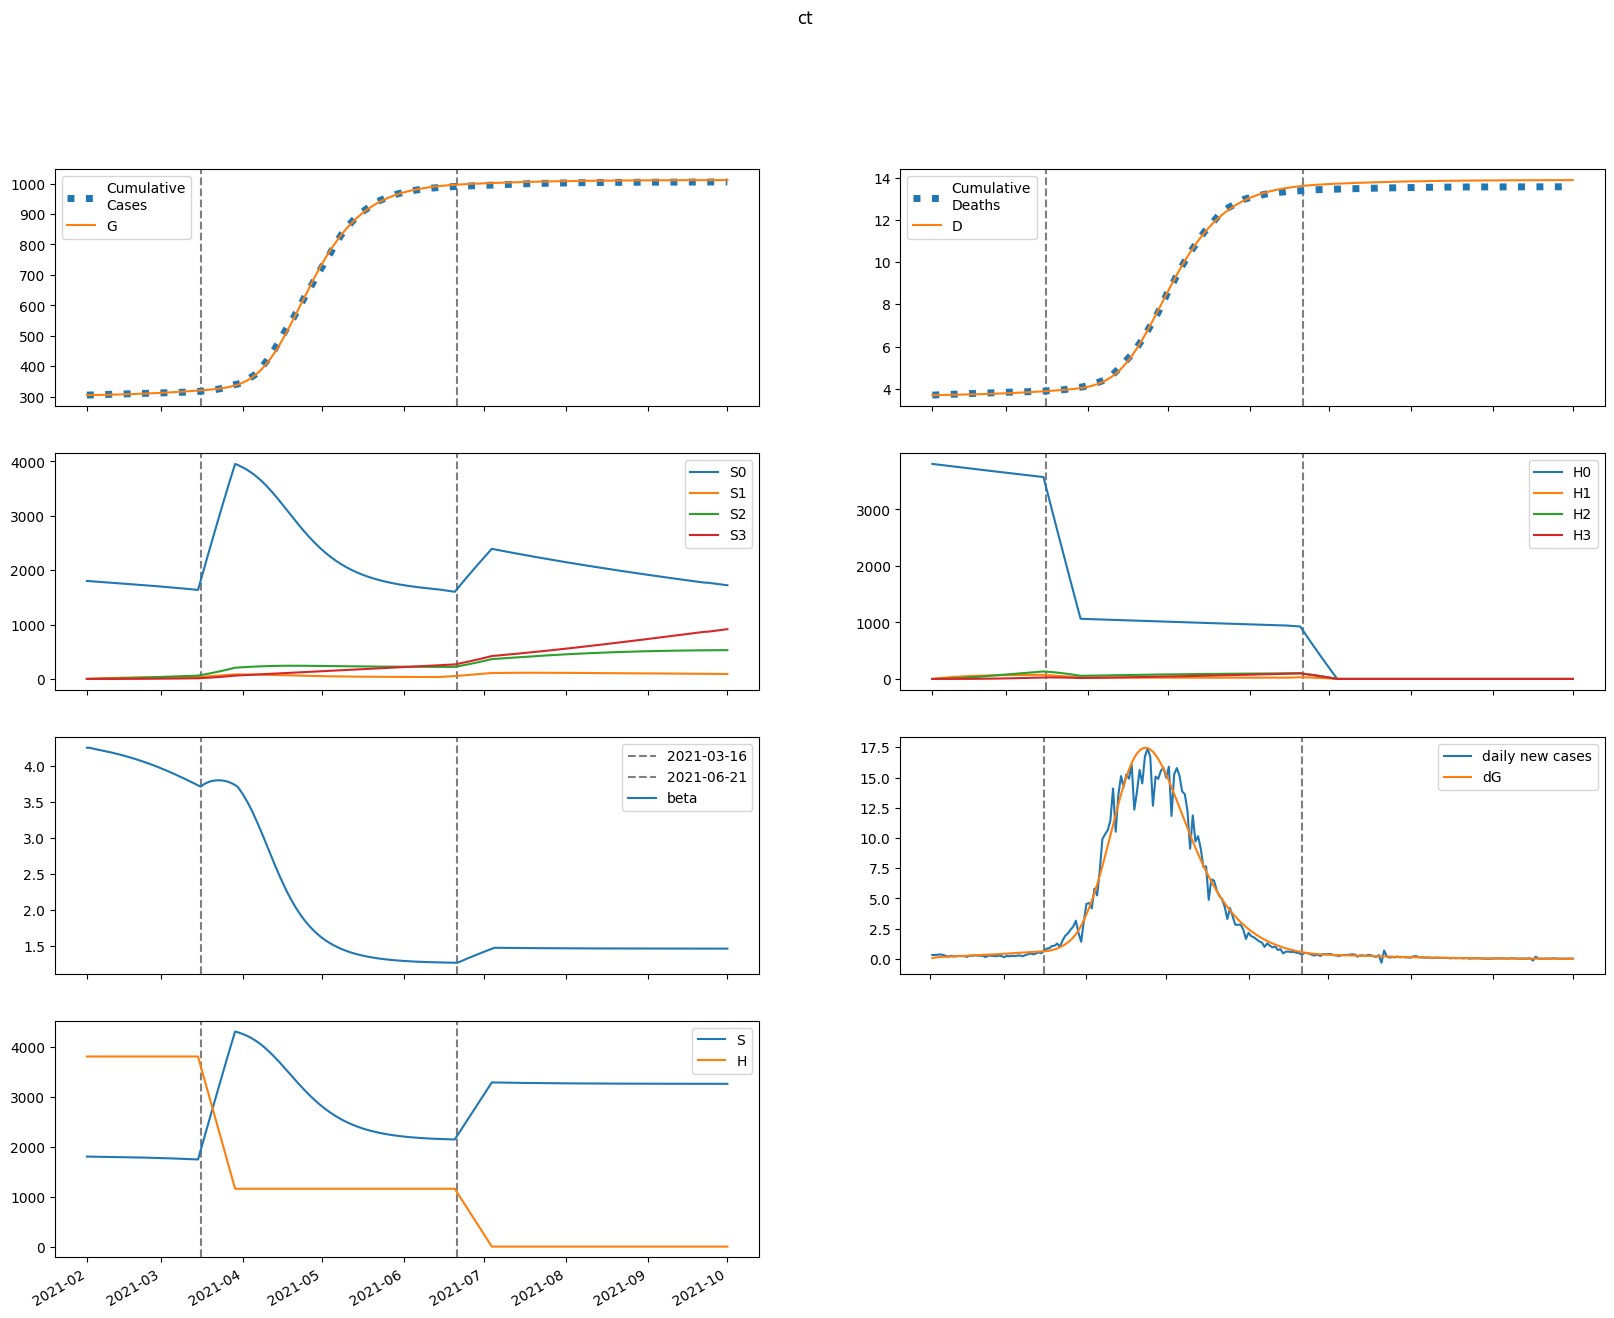 ct
1000
900
800
700
600
500
400
300
Cumulative
Cases
G
14
12
10
8
6
4
Cumulative
Deaths
D
4000
3000
2000
1000
0
S0
S1
S2
S3
3000
2000
1000
0
H0
H1
H2
H3
4.0
3.5
3.0
2.5
2.0
1.5
2021-03-16
2021-06-21
beta
17.5
15.0
12.5
10.0
7.5
5.0
2.5
0.0
daily new cases
dG
4000
3000
2000
1000
0
S
H
2021-02
2021-03
2021-04
2021-05
2021-06
2021-07
2021-08
2021-09
2021-10